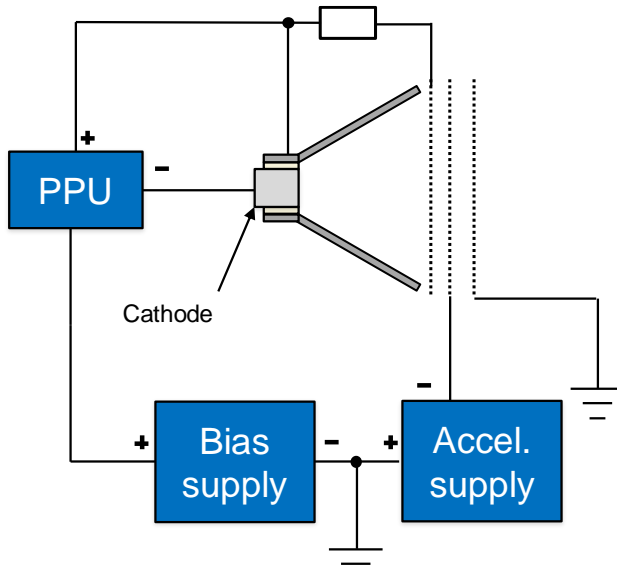 +
-
PPU
Cathode
-
+
Bias
supply
-
+
Accel.
supply